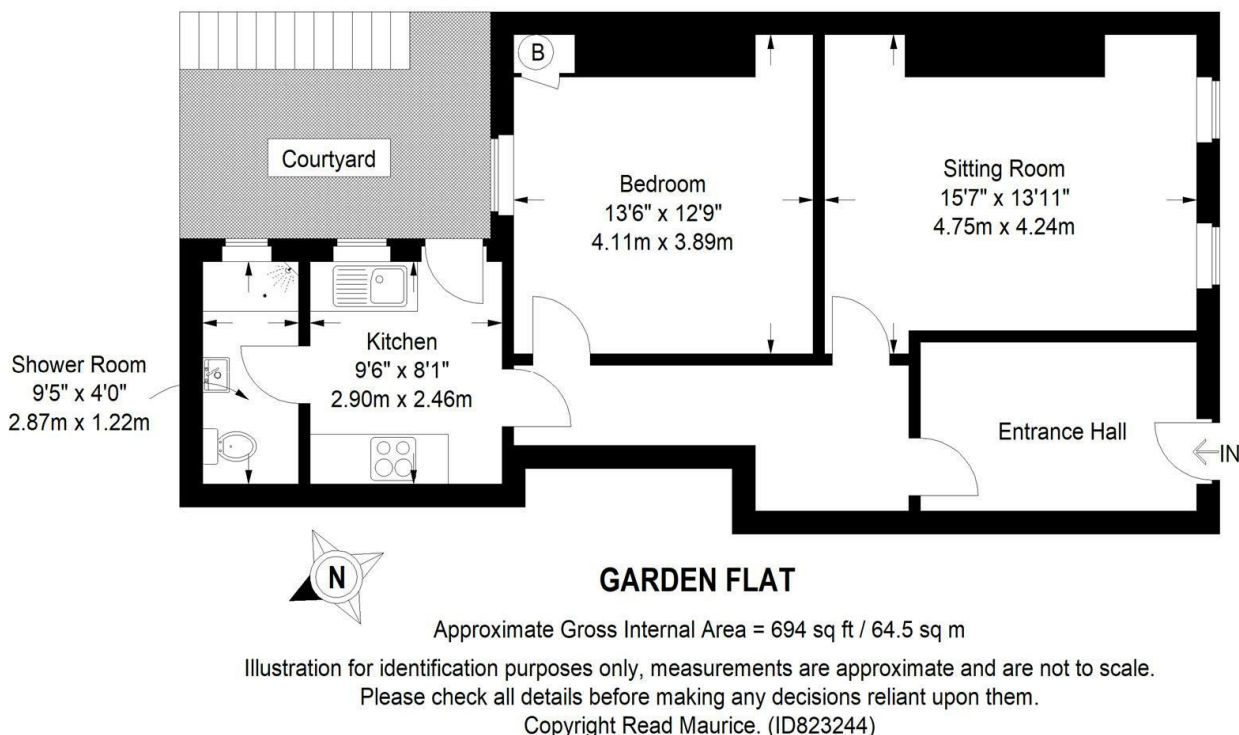 B
Courtyard
Bedroom
13'6" x 12'9"
4.11m x 3.89m
Sitting Room
15'7" x 13'11"
4.75m x 4.24m
Shower Room
9'5" x 4'0"
2.87m x 1.22m
Kitchen
9'6" x 8'1"
2.90m x 2.46m
Entrance Hall
IN
N
GARDEN FLAT
Approximate Gross Internal Area = 694 sq ft / 64.5 sq m
Illustration for identification purposes only, measurements are approximate and are not to scale.
Please check all details before making any decisions reliant upon them.
Copyright Read Maurice. (ID823244)